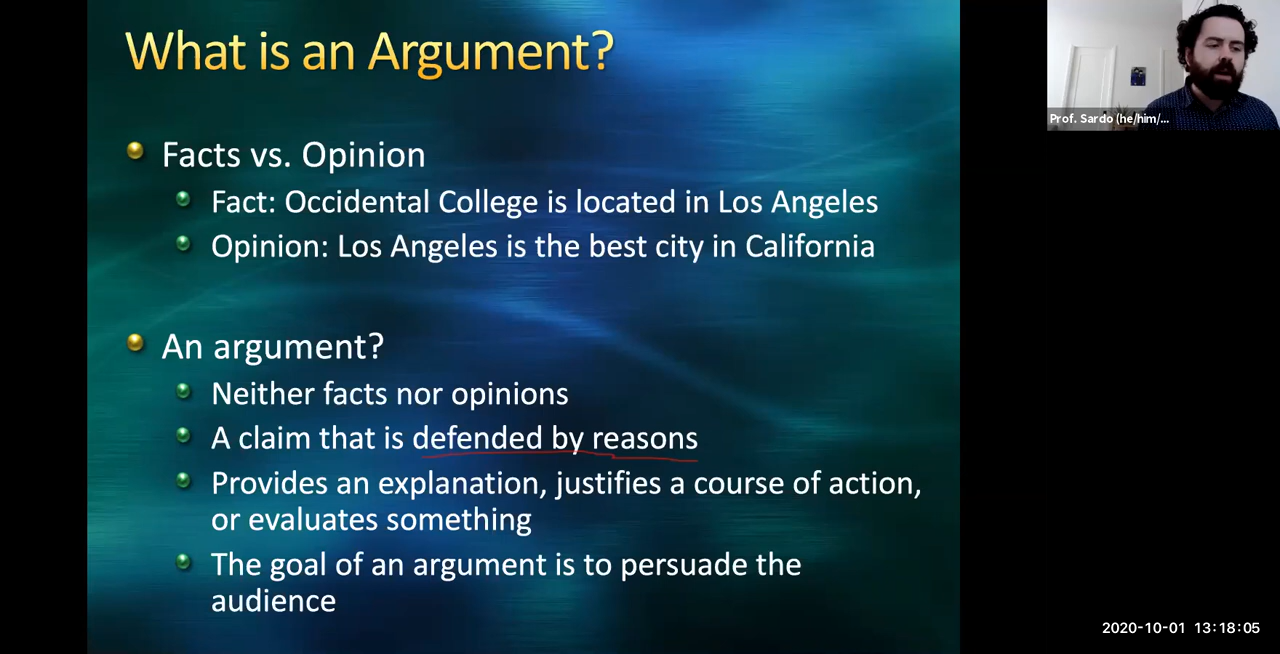 What is an Argument?
Prof. Sardo (he/him/...
Facts vs. Opinion
Fact: Occidental College is located in Los Angeles
Opinion: Los Angeles is the best city in California
An argument?
Neither facts nor opinions
A claim that is defended by reasons
Provides an explanation, justifies a course of action,
or evaluates something
The goal of an argument is to persuade the
audience
2020-10-01 13:18:05